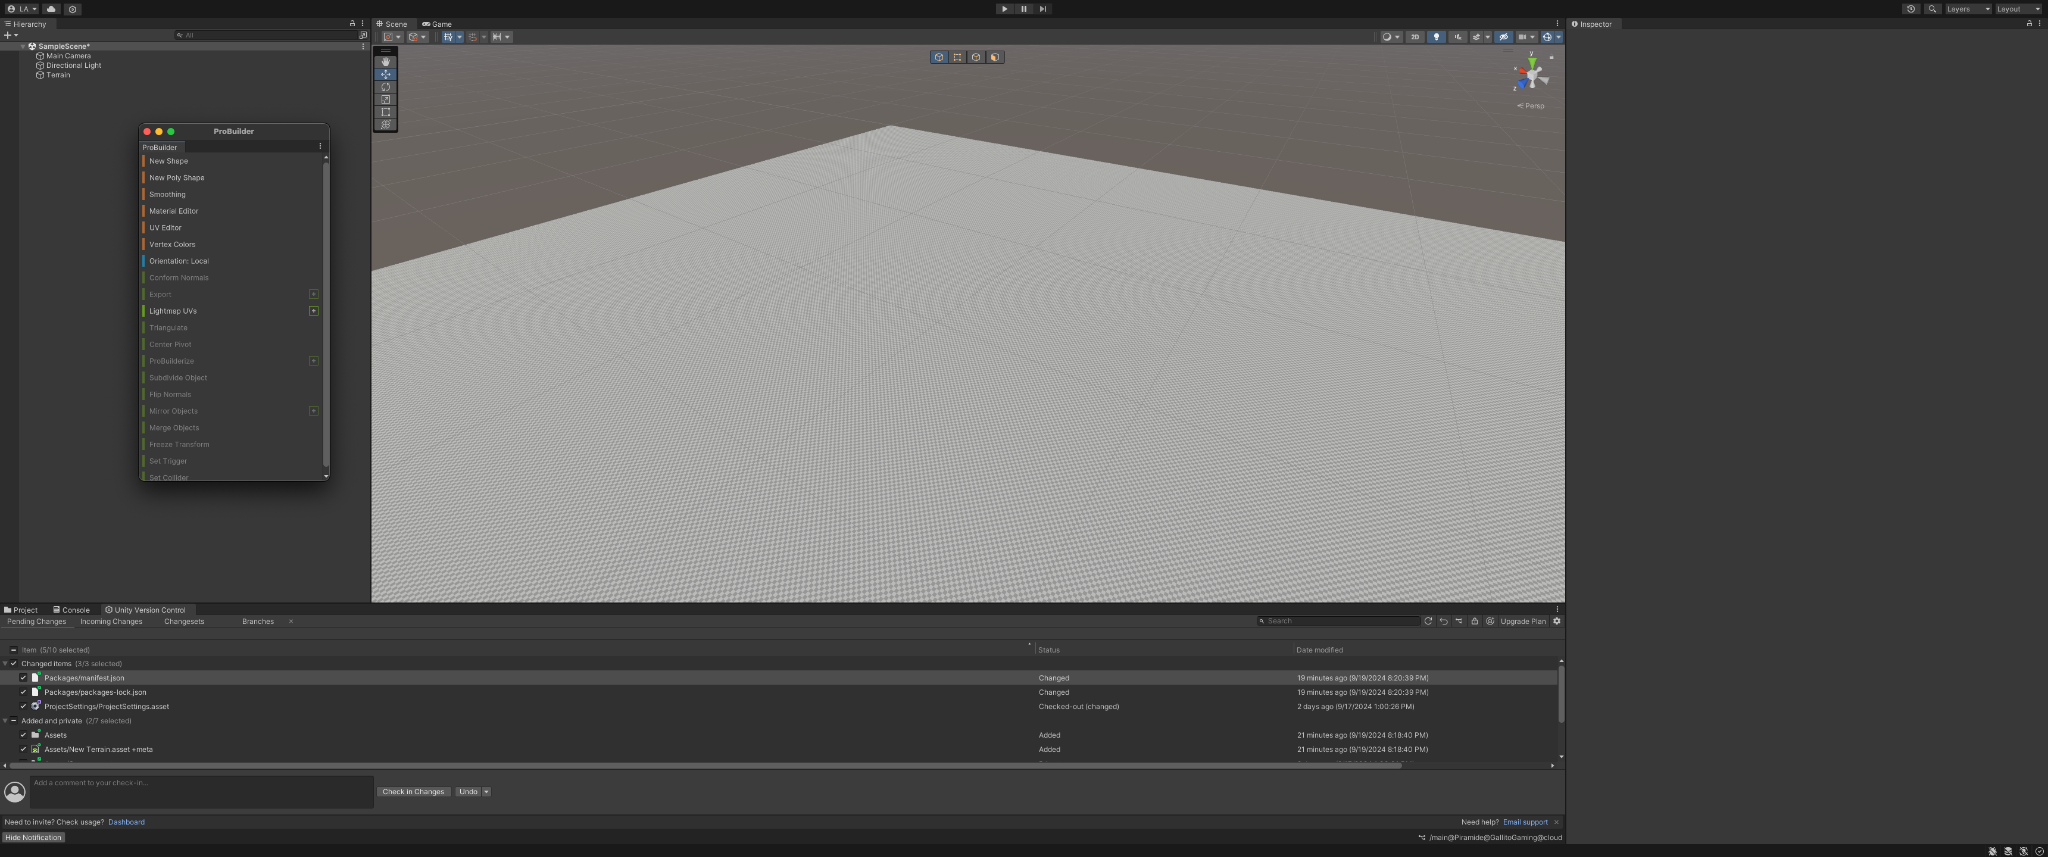 LA
Layers
Layout
Hierarchy
All
SampleScene*
Main Camera
Directional Light
Terrain
Scene
Game
2D
y
x
z
Persp
Inspector
ProBuilder
ProBuilder
New Shape
New Poly Shape
Smoothing
Material Editor
UV Editor
Vertex Colors
Orientation: Local
Conform Normals
Export
Lightmap UVs
Triangulate
Center Pivot
ProBuilderize
Subdivide Object
Flip Normals
Mirror Objects
Merge Objects
Freeze Transform
Set Trigger
Set Collider
Project
Console
Unity Version Control
Pending Changes
Incoming Changes
Changesets
Branches
Search
Upgrade Plan
Item (5/10 selected)
Status
Date modified
Changed items (3/3 selected)
Packages/manifest.json
Changed
19 minutes ago (9/19/2024 8:20:39 PM)
Packages/packages-lock.json
Changed
19 minutes ago (9/19/2024 8:20:39 PM)
ProjectSettings/ProjectSettings.asset
Checked-out (changed)
2 days ago (9/17/2024 1:00:26 PM)
Added and private (2/7 selected)
Assets
Added
21 minutes ago (9/19/2024 8:18:40 PM)
Assets/New Terrain.asset +meta
Added
21 minutes ago (9/19/2024 8:18:40 PM)
Add a comment to your check-in...
Check in Changes
Undo
Need to invite? Check usage? Dashboard
Need help? Email support
Hide Notification
/main@Piramide@GallitoGaming@cloud